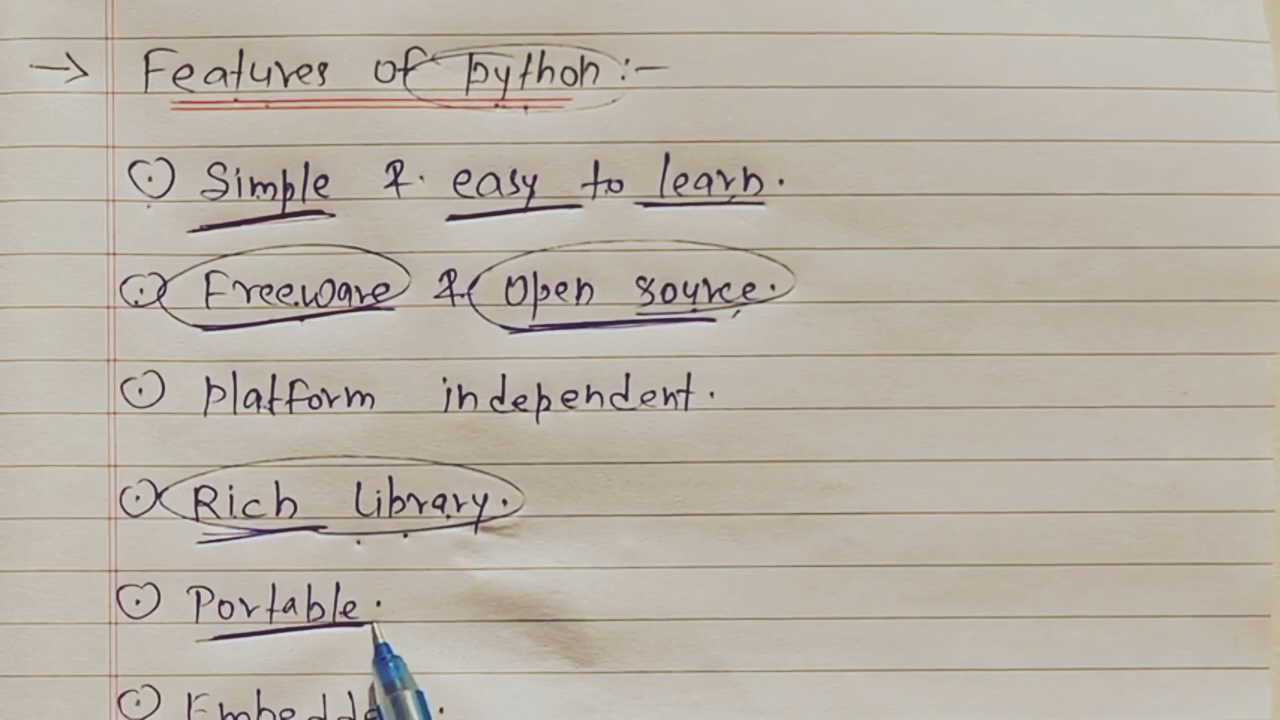 → Features of python :-
⊙ Simple & easy to learn.
⊙ Freeware & Open source.
⊙ platform independent.
⊙ Rich library.
⊙ Portable.